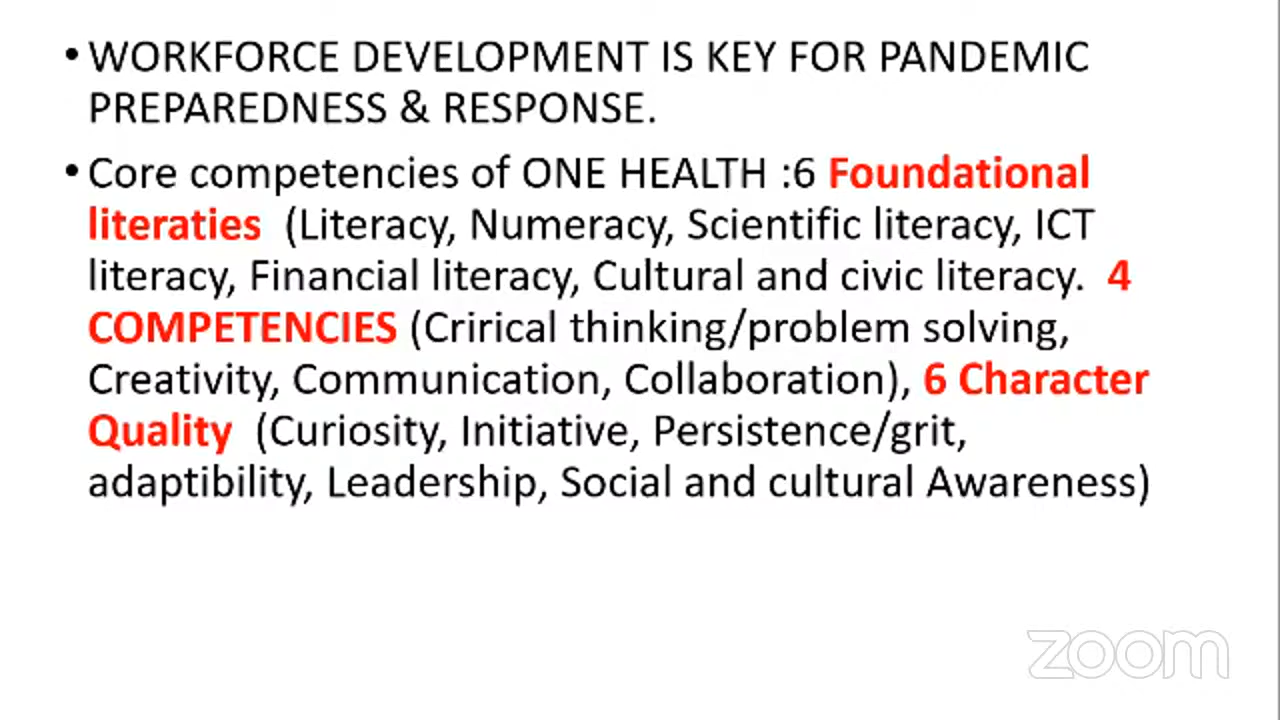 • WORKFORCE DEVELOPMENT IS KEY FOR PANDEMIC
PREPAREDNESS & RESPONSE.
• Core competencies of ONE HEALTH :6 Foundational
literaties (Literacy, Numeracy, Scientific literacy, ICT
literacy, Financial literacy, Cultural and civic literacy. 4
COMPETENCIES (Crirical thinking/problem solving,
Creativity, Communication, Collaboration), 6 Character
Quality (Curiosity, Initiative, Persistence/grit,
adaptibility, Leadership, Social and cultural Awareness)
zoom